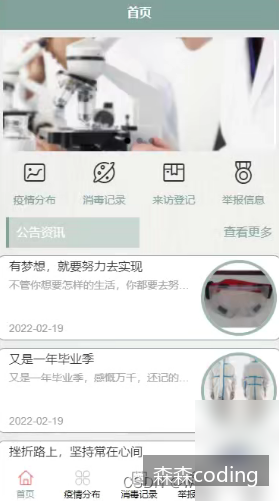 首页
疫情分布
消毒记录
来访登记
举报信息
公告资讯
查看更多
有梦想，就要努力去实现
不管你想要怎样的生活，你都要去努...
2022-02-19
又是一年毕业季
又是一年毕业季，感慨万千，还记的...
2022-02-19
挫折路上，坚持常在心间
森森coding
首页
疫情分布
消毒记录